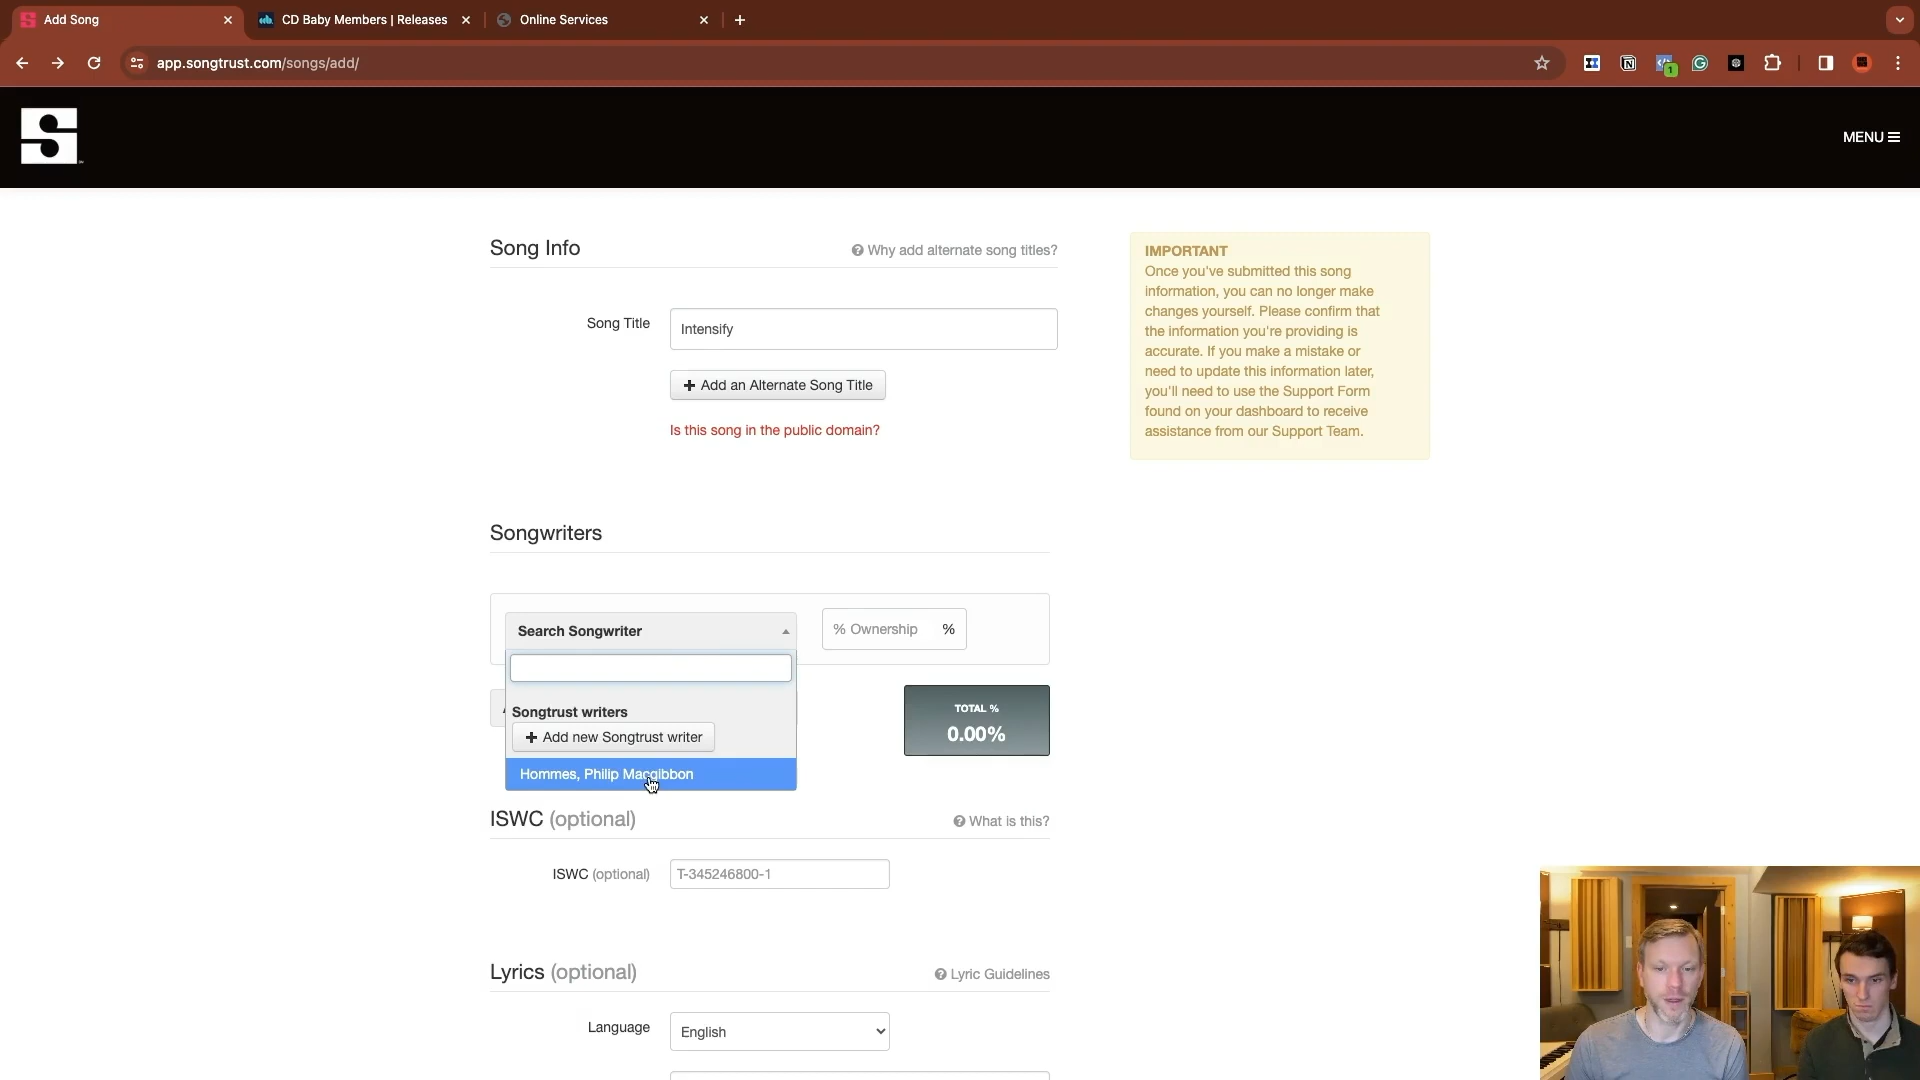 Add Song
CD Baby Members | Releases
Online Services
app.songtrust.com/songs/add/
1
MENU
Song Info
Why add alternate song titles?
Song Title
Intensify
Add an Alternate Song Title
Is this song in the public domain?
IMPORTANT
Once you've submitted this song
information, you can no longer make
changes yourself. Please confirm that
the information you're providing is
accurate. If you make a mistake or
need to update this information later,
you'll need to use the Support Form
found on your dashboard to receive
assistance from our Support Team.
Songwriters
Search Songwriter
% Ownership %
Songtrust writers
Add new Songtrust writer
Hommes, Philip Macgibbon
TOTAL %
0.00%
ISWC (optional)
What is this?
ISWC (optional)
T-345246800-1
Lyrics (optional)
Lyric Guidelines
Language
English